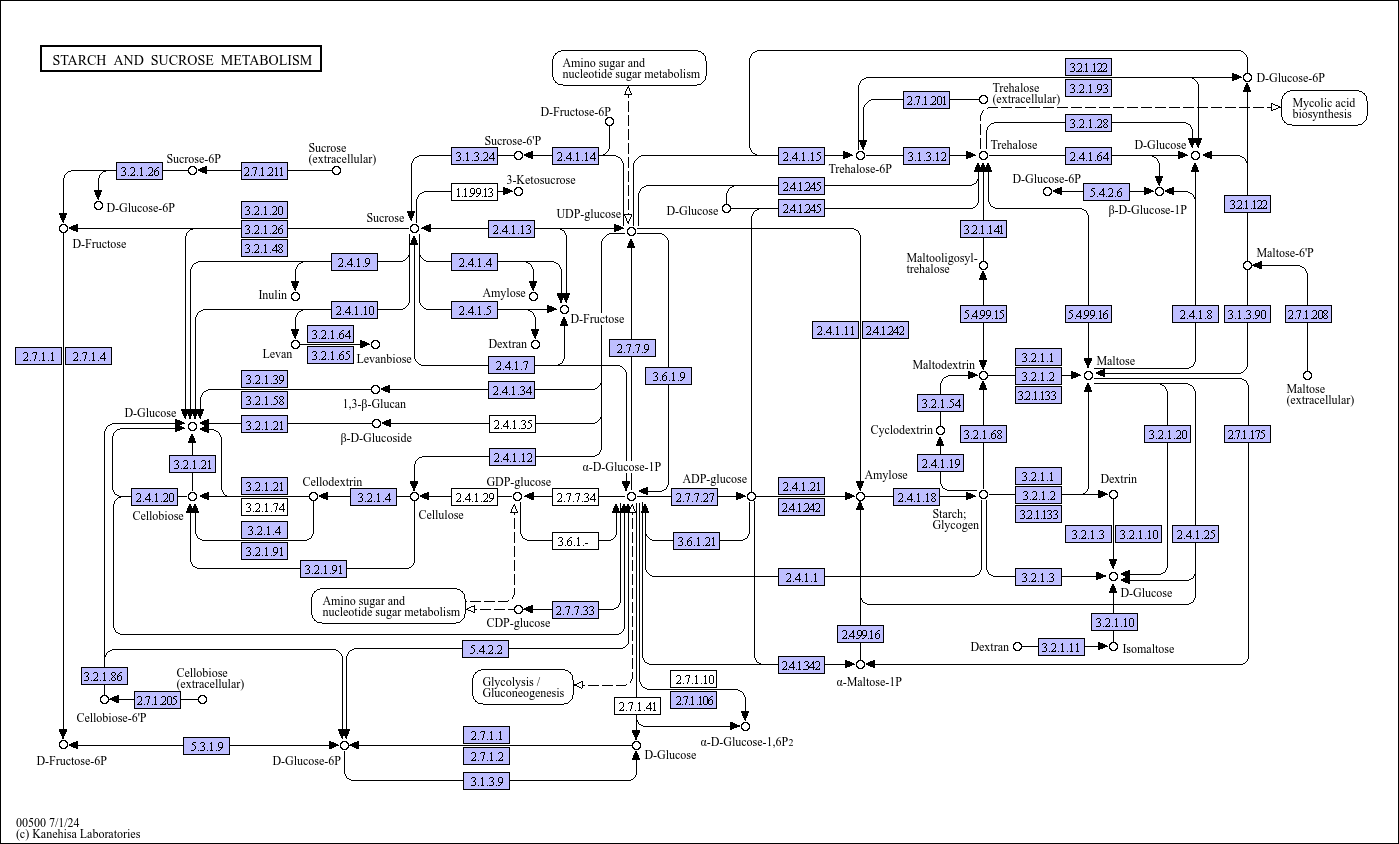 STARCH AND SUCROSE METABOLISM
Amino sugar and
nucleotide sugar metabolism
D-Fructose-6P
Sucrose-6'P
3.1.3.24
2.4.1.14
Sucrose
(extracellular)
Sucrose-6P
3.2.1.26
2.7.1.211
D-Glucose-6P
1.1.99.13
3-Ketosucrose
3.2.1.20
3.2.1.26
3.2.1.48
Sucrose
2.4.1.13
UDP-glucose
D-Fructose
2.4.1.9
2.4.1.4
Inulin
Amylose
2.4.1.10
2.4.1.5
D-Fructose
3.2.1.64
3.2.1.65
Levan
Levanbiose
Dextran
2.4.1.7
2.7.7.9
3.6.1.9
2.7.1.1
2.7.1.4
3.2.1.39
3.2.1.58
1,3-β-Glucan
2.4.1.34
D-Glucose
3.2.1.21
β-D-Glucoside
2.4.1.35
3.2.1.21
2.4.1.12
2.4.1.20
Cellobiose
3.2.1.21
3.2.1.74
3.2.1.4
3.2.1.91
Cellodextrin
3.2.1.4
Cellulose
2.4.1.29
GDP-glucose
2.7.7.34
α-D-Glucose-1P
3.6.1.-
3.2.1.91
Amino sugar and
nucleotide sugar metabolism
CDP-glucose
2.7.7.33
5.4.2.2
Glycolysis /
Gluconeogenesis
3.2.1.86
Cellobiose
(extracellular)
2.7.1.205
Cellobiose-6'P
D-Fructose-6P
5.3.1.9
D-Glucose-6P
2.7.1.1
2.7.1.2
3.1.3.9
2.7.1.41
D-Glucose
2.7.1.10
2.7.1.106
α-D-Glucose-1,6P2
3.2.1.122
3.2.1.93
D-Glucose-6P
2.7.1.201
Trehalose
(extracellular)
Mycolic acid
biosynthesis
3.2.1.28
2.4.1.15
Trehalose-6P
3.1.3.12
Trehalose
2.4.1.64
D-Glucose
2.4.1.245
D-Glucose
2.4.1.245
D-Glucose-6P
5.4.2.6
β-D-Glucose-1P
3.2.1.122
3.2.1.141
Maltooligosyl-
trehalose
Maltose-6'P
2.4.1.11
2.4.1.242
5.4.99.15
5.4.99.16
2.4.1.8
3.1.3.90
2.7.1.208
Maltodextrin
3.2.1.1
3.2.1.2
3.2.1.133
Maltose
Maltose
(extracellular)
3.2.1.54
Cyclodextrin
3.2.1.68
3.2.1.20
2.7.1.175
2.4.1.19
ADP-glucose
2.7.7.27
2.4.1.21
2.4.1.242
Amylose
2.4.1.18
Starch;
Glycogen
3.2.1.1
3.2.1.2
3.2.1.133
Dextrin
3.6.1.21
3.2.1.3
3.2.1.10
2.4.1.25
2.4.1.1
3.2.1.3
D-Glucose
2.4.99.16
3.2.1.10
Dextran
3.2.1.11
Isomaltose
2.4.1.342
α-Maltose-1P
00500 7/1/24
(c) Kanehisa Laboratories